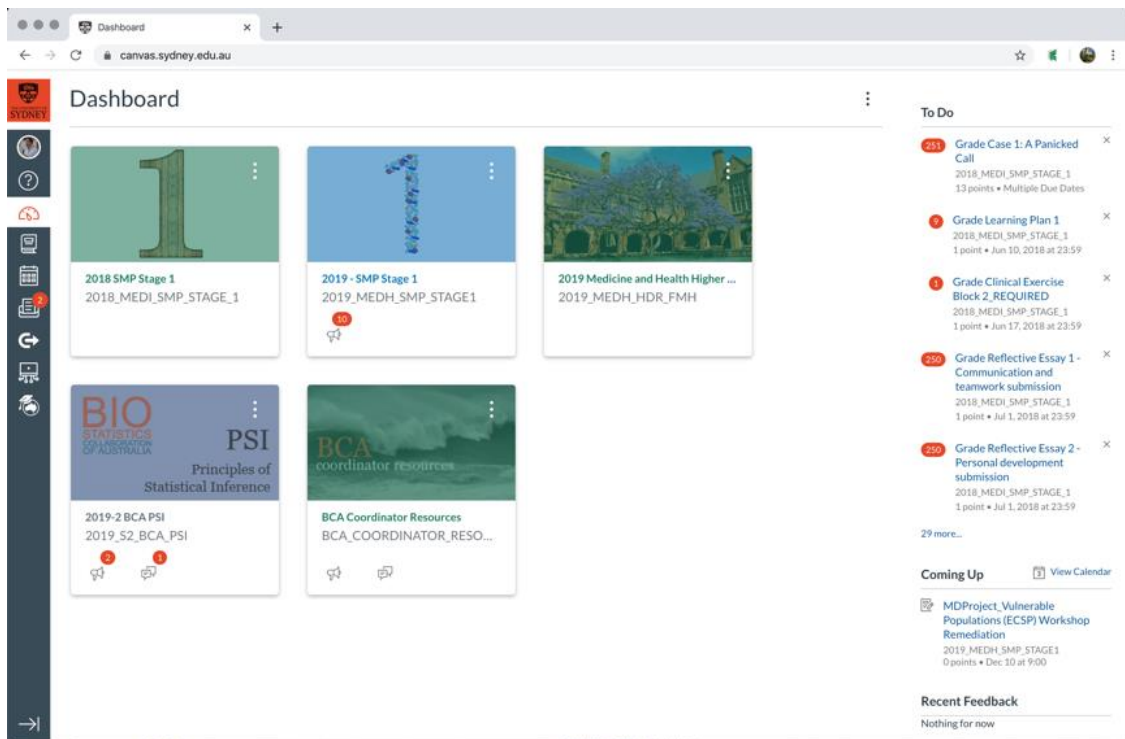 Dashboard
canvas.sydney.edu.au
SYDNEY
Dashboard
2018 SMP Stage 1
2018_MEDI_SMP_STAGE_1
2019 - SMP Stage 1
2019_MEDH_SMP_STAGE1
10
2019 Medicine and Health Higher ...
2019_MEDH_HDR_FMH
2
BIO
STATISTICS
COLLABORATION
OF AUSTRALIA
PSI
Principles of
Statistical Inference
2019-2 BCA PSI
2019_S2_BCA_PSI
2
1
BCA
coordinator resources
BCA Coordinator Resources
BCA_COORDINATOR_RESO...
To Do
251
Grade Case 1: A Panicked
Call
2018_MEDI_SMP_STAGE_1
13 points • Multiple Due Dates
9
Grade Learning Plan 1
2018_MEDI_SMP_STAGE_1
1 point • Jun 10, 2018 at 23:59
1
Grade Clinical Exercise
Block 2_REQUIRED
2018_MEDI_SMP_STAGE_1
1 point • Jun 17, 2018 at 23:59
250
Grade Reflective Essay 1 -
Communication and
teamwork submission
2018_MEDI_SMP_STAGE_1
1 point • Jul 1, 2018 at 23:59
250
Grade Reflective Essay 2 -
Personal development
submission
2018_MEDI_SMP_STAGE_1
1 point • Jul 1, 2018 at 23:59
29 more...
Coming Up
View Calendar
MDProject_Vulnerable
Populations (ECSP) Workshop
Remediation
2019_MEDH_SMP_STAGE1
0 points • Dec 10 at 9:00
Recent Feedback
Nothing for now